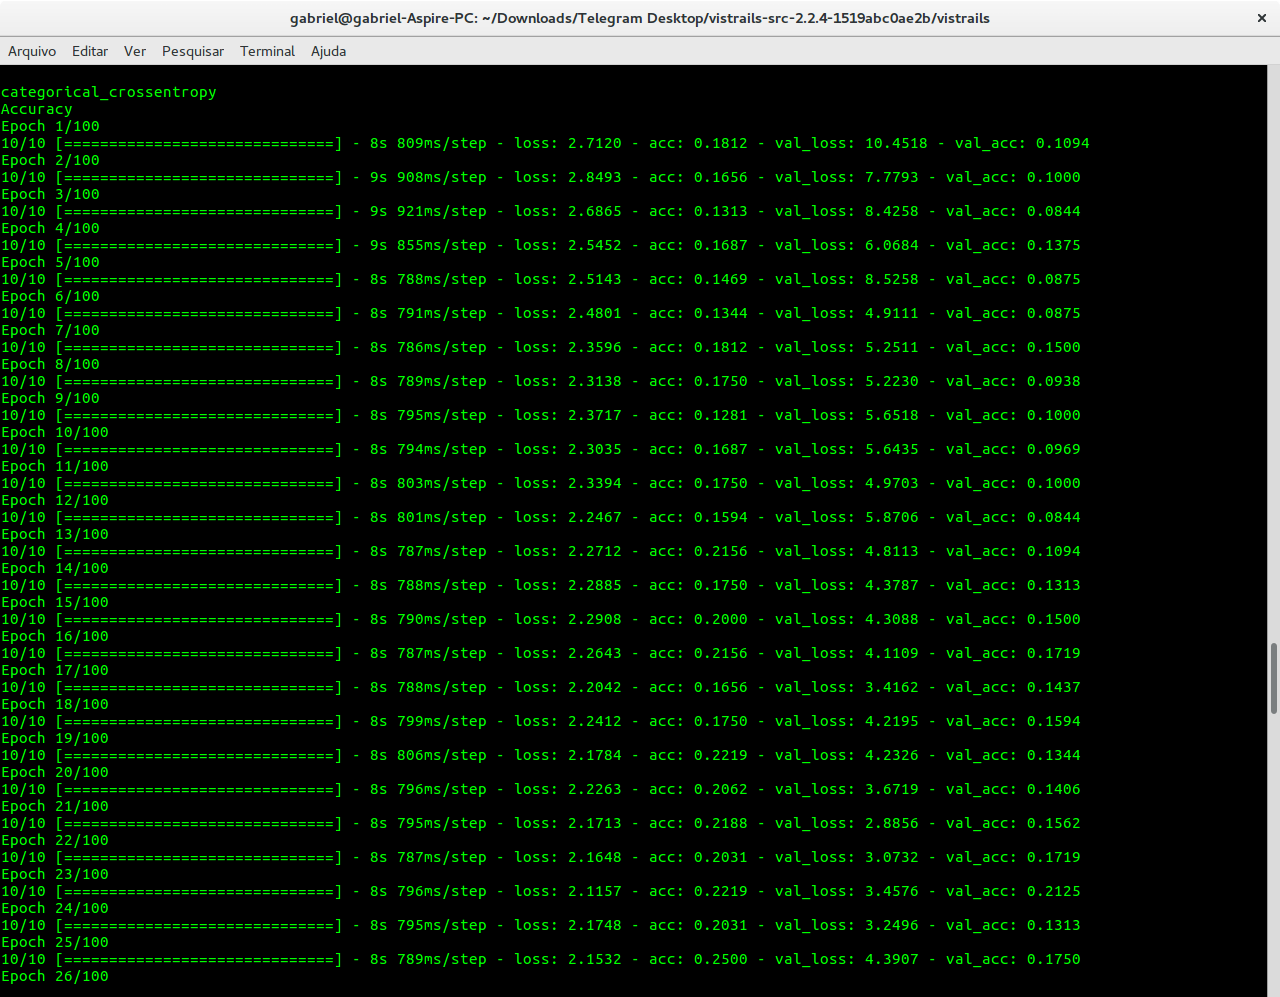 gabriel@gabriel-Aspire-PC: ~/Downloads/Telegram Desktop/vistrails-src-2.2.4-1519abc0ae2b/vistrails ×
Arquivo Editar Ver Pesquisar Terminal Ajuda
categorical_crossentropy
Accuracy
Epoch 1/100
10/10 [==============================] - 8s 809ms/step - loss: 2.7120 - acc: 0.1812 - val_loss: 10.4518 - val_acc: 0.1094
Epoch 2/100
10/10 [==============================] - 9s 908ms/step - loss: 2.8493 - acc: 0.1656 - val_loss: 7.7793 - val_acc: 0.1000
Epoch 3/100
10/10 [==============================] - 9s 921ms/step - loss: 2.6865 - acc: 0.1313 - val_loss: 8.4258 - val_acc: 0.0844
Epoch 4/100
10/10 [==============================] - 9s 855ms/step - loss: 2.5452 - acc: 0.1687 - val_loss: 6.0684 - val_acc: 0.1375
Epoch 5/100
10/10 [==============================] - 8s 788ms/step - loss: 2.5143 - acc: 0.1469 - val_loss: 8.5258 - val_acc: 0.0875
Epoch 6/100
10/10 [==============================] - 8s 791ms/step - loss: 2.4801 - acc: 0.1344 - val_loss: 4.9111 - val_acc: 0.0875
Epoch 7/100
10/10 [==============================] - 8s 786ms/step - loss: 2.3596 - acc: 0.1812 - val_loss: 5.2511 - val_acc: 0.1500
Epoch 8/100
10/10 [==============================] - 8s 789ms/step - loss: 2.3138 - acc: 0.1750 - val_loss: 5.2230 - val_acc: 0.0938
Epoch 9/100
10/10 [==============================] - 8s 795ms/step - loss: 2.3717 - acc: 0.1281 - val_loss: 5.6518 - val_acc: 0.1000
Epoch 10/100
10/10 [==============================] - 8s 794ms/step - loss: 2.3035 - acc: 0.1687 - val_loss: 5.6435 - val_acc: 0.0969
Epoch 11/100
10/10 [==============================] - 8s 803ms/step - loss: 2.3394 - acc: 0.1750 - val_loss: 4.9703 - val_acc: 0.1000
Epoch 12/100
10/10 [==============================] - 8s 801ms/step - loss: 2.2467 - acc: 0.1594 - val_loss: 5.8706 - val_acc: 0.0844
Epoch 13/100
10/10 [==============================] - 8s 787ms/step - loss: 2.2712 - acc: 0.2156 - val_loss: 4.8113 - val_acc: 0.1094
Epoch 14/100
10/10 [==============================] - 8s 788ms/step - loss: 2.2885 - acc: 0.1750 - val_loss: 4.3787 - val_acc: 0.1313
Epoch 15/100
10/10 [==============================] - 8s 790ms/step - loss: 2.2908 - acc: 0.2000 - val_loss: 4.3088 - val_acc: 0.1500
Epoch 16/100
10/10 [==============================] - 8s 787ms/step - loss: 2.2643 - acc: 0.2156 - val_loss: 4.1109 - val_acc: 0.1719
Epoch 17/100
10/10 [==============================] - 8s 788ms/step - loss: 2.2042 - acc: 0.1656 - val_loss: 3.4162 - val_acc: 0.1437
Epoch 18/100
10/10 [==============================] - 8s 799ms/step - loss: 2.2412 - acc: 0.1750 - val_loss: 4.2195 - val_acc: 0.1594
Epoch 19/100
10/10 [==============================] - 8s 806ms/step - loss: 2.1784 - acc: 0.2219 - val_loss: 4.2326 - val_acc: 0.1344
Epoch 20/100
10/10 [==============================] - 8s 796ms/step - loss: 2.2263 - acc: 0.2062 - val_loss: 3.6719 - val_acc: 0.1406
Epoch 21/100
10/10 [==============================] - 8s 795ms/step - loss: 2.1713 - acc: 0.2188 - val_loss: 2.8856 - val_acc: 0.1562
Epoch 22/100
10/10 [==============================] - 8s 787ms/step - loss: 2.1648 - acc: 0.2031 - val_loss: 3.0732 - val_acc: 0.1719
Epoch 23/100
10/10 [==============================] - 8s 796ms/step - loss: 2.1157 - acc: 0.2219 - val_loss: 3.4576 - val_acc: 0.2125
Epoch 24/100
10/10 [==============================] - 8s 795ms/step - loss: 2.1748 - acc: 0.2031 - val_loss: 3.2496 - val_acc: 0.1313
Epoch 25/100
10/10 [==============================] - 8s 789ms/step - loss: 2.1532 - acc: 0.2500 - val_loss: 4.3907 - val_acc: 0.1750
Epoch 26/100